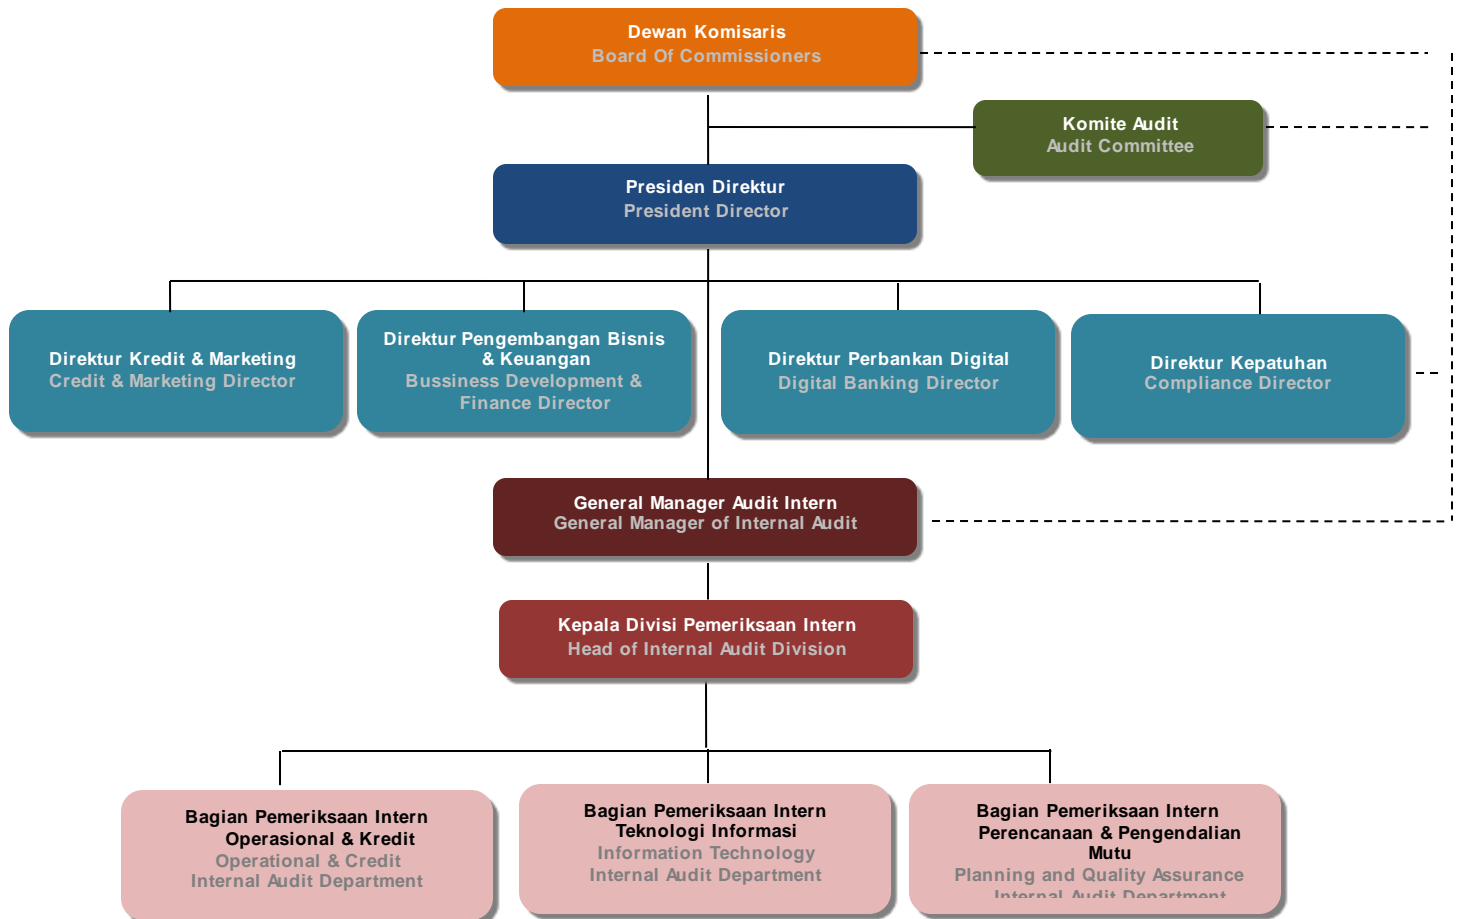 Dewan Komisaris
Board Of Commissioners
Komite Audit
Audit Committee
Presiden Direktur
President Director
Direktur Kredit & Marketing
Credit & Marketing Director
Direktur Pengembangan Bisnis
& Keuangan
Bussiness Development &
Finance Director
Direktur Perbankan Digital
Digital Banking Director
Direktur Kepatuhan
Compliance Director
General Manager Audit Intern
General Manager of Internal Audit
Kepala Divisi Pemeriksaan Intern
Head of Internal Audit Division
Bagian Pemeriksaan Intern
Operasional & Kredit
Operational & Credit
Internal Audit Department
Bagian Pemeriksaan Intern
Teknologi Informasi
Information Technology
Internal Audit Department
Bagian Pemeriksaan Intern
Perencanaan & Pengendalian
Mutu
Planning and Quality Assurance
Internal Audit Department